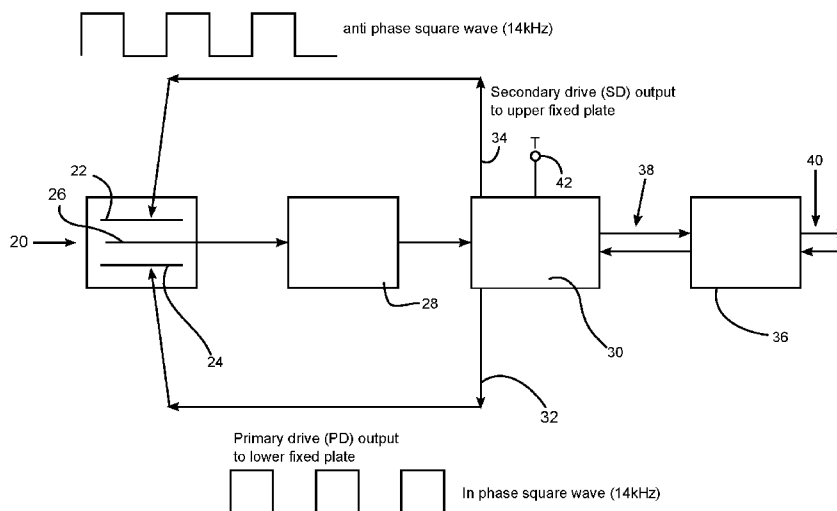 anti phase square wave (14kHz)
Secondary drive (SD) output
to upper fixed plate
34
T
42
38
40
22
26
20
28
30
36
24
32
Primary drive (PD) output
to lower fixed plate
In phase square wave (14kHz)